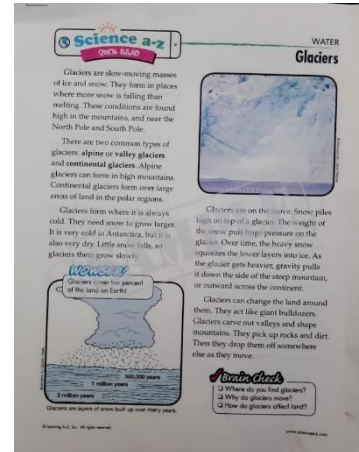 Science a-z
QUICK READ
WATER
Glaciers
Glaciers are slow-moving masses
of ice and snow. They form in places
where more snow is falling than
melting. These conditions are found
high in the mountains, and near the
North Pole and South Pole.
There are two common types of
glaciers: alpine or valley glaciers
and continental glaciers. Alpine
glaciers can form in high mountains.
Continental glaciers form over large
areas of land in the polar regions.
Glaciers form where it is always
cold. They need snow to grow larger.
It is very cold in Antarctica, but it is
also very dry. Little snow falls, so
glaciers there grow slowly.
WOWSER!
Glaciers cover ten percent
of the land on Earth!
500,000 years
1 million years
2 million years
Glaciers are layers of snow built up over many years.
Glaciers are on the move. Snow piles
high on top of a glacier. The weight of
the snow puts huge pressure on the
glacier. Over time, the heavy snow
squeezes the lower layers into ice. As
the glacier gets heavier, gravity pulls
it down the side of the steep mountain,
or outward across the continent.
Glaciers can change the land around
them. They act like giant bulldozers.
Glaciers carve out valleys and shape
mountains. They pick up rocks and dirt.
Then they drop them off somewhere
else as they move.
Brain Check
Where do you find glaciers?
Why do glaciers move?
How do glaciers affect land?
© Learning A–Z, Inc. All rights reserved.
www.sciencea-z.com